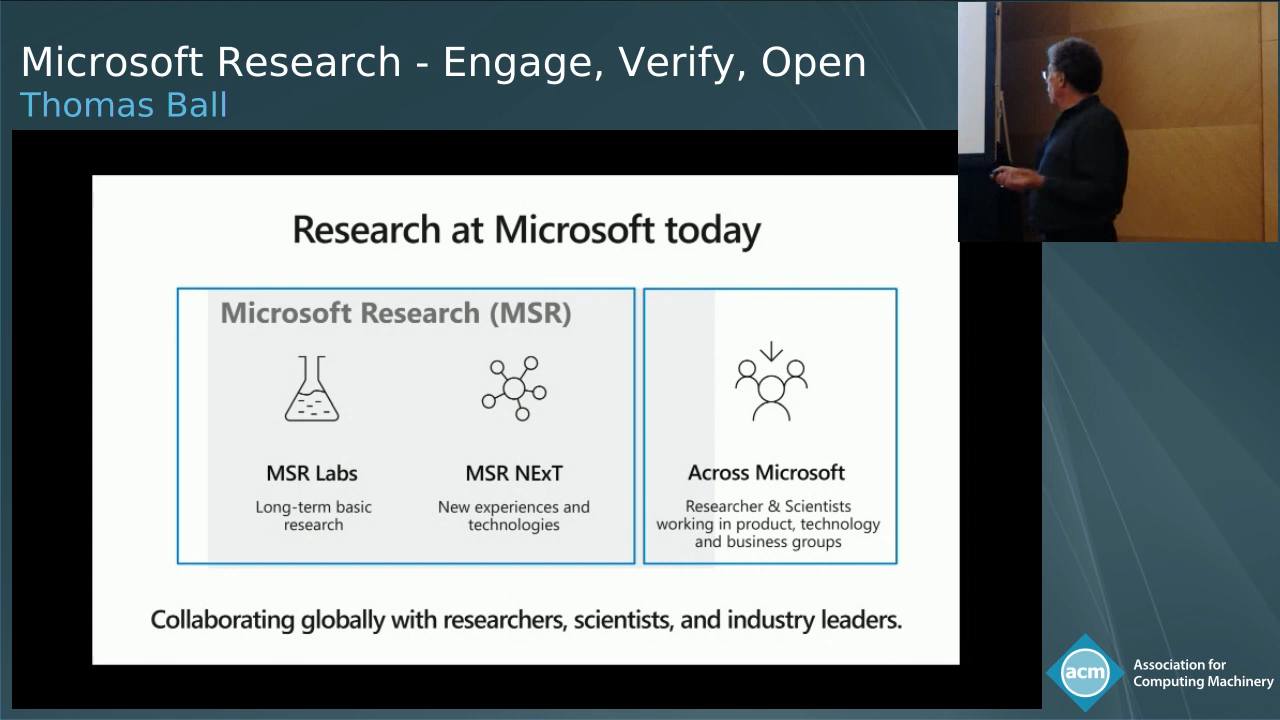 Microsoft Research - Engage, Verify, Open
Thomas Ball
Research at Microsoft today
Microsoft Research (MSR)
MSR Labs
Long-term basic
research
MSR NExT
New experiences and
technologies
Across Microsoft
Researcher & Scientists
working in product, technology
and business groups
Collaborating globally with researchers, scientists, and industry leaders.
acm
Association for
Computing Machinery